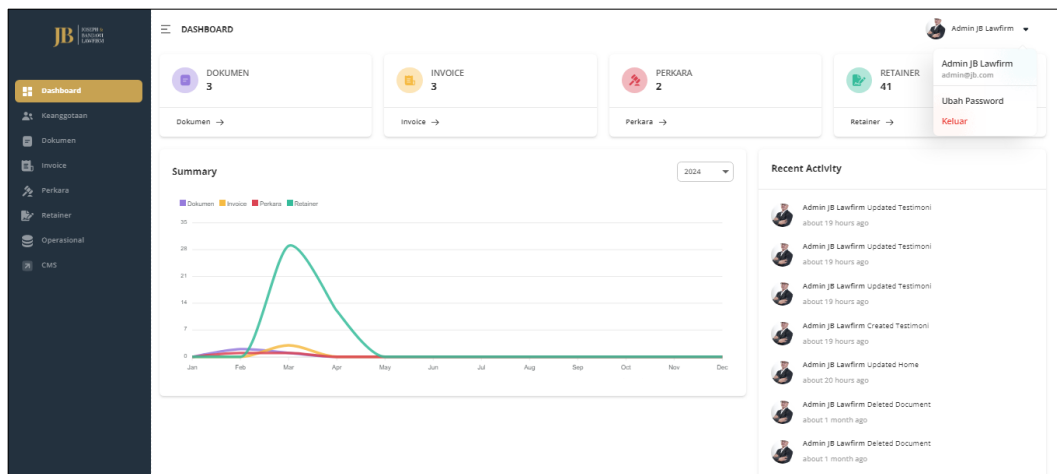 JB
JOSEPH &
LAWFIRM
DASHBOARD
Admin JB Lawfirm
Admin JB Lawfirm
admin@jb.com
Ubah Password
Keluar
Dashboard
Keanggotaan
Dokumen
Invoice
Perkara
Retainer
Operasional
CMS
DOKUMEN
3
Dokumen →
INVOICE
3
Invoice →
PERKARA
2
Perkara →
RETAINER
41
Retainer →
Summary
2024
Dokumen Invoice Perkara Retainer
35
28
21
14
7
0
Jan Feb Mar Apr May Jun Jul Aug Sep Oct Nov Dec
Recent Activity
Admin JB Lawfirm Updated Testimoni
about 19 hours ago
Admin JB Lawfirm Updated Testimoni
about 19 hours ago
Admin JB Lawfirm Updated Testimoni
about 19 hours ago
Admin JB Lawfirm Created Testimoni
about 19 hours ago
Admin JB Lawfirm Updated Home
about 20 hours ago
Admin JB Lawfirm Deleted Document
about 1 month ago
Admin JB Lawfirm Deleted Document
about 1 month ago